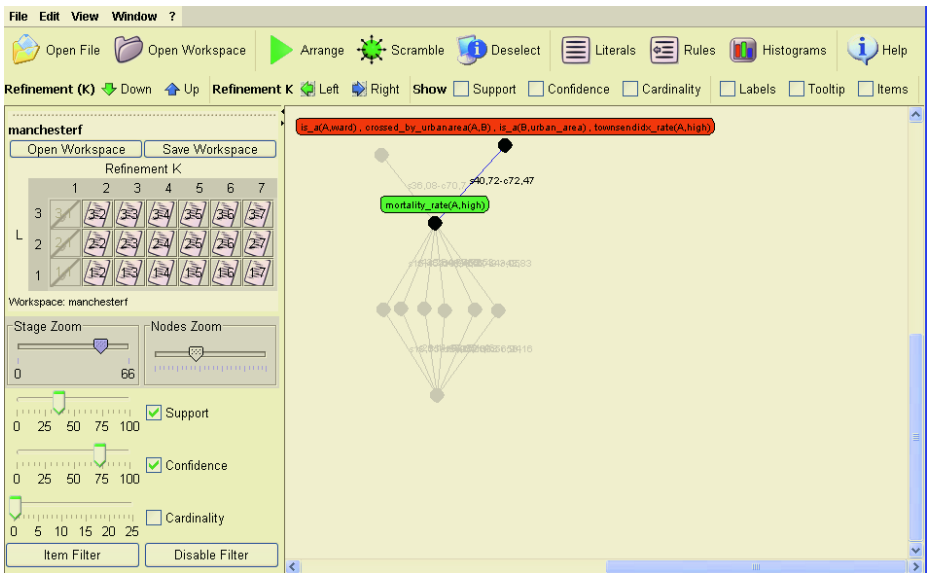 File Edit View Window ?
Open File Open Workspace Arrange Scramble Deselect Literals Rules Histograms Help
Refinement (K) Down Up Refinement K Left Right Show Support Confidence Cardinality Labels Tooltip Items
manchesterf
Open Workspace Save Workspace
Refinement K
1 2 3 4 5 6 7
3 3-2 3-3 3-4 3-5 3-6 3-7
L
2 2-2 2-3 2-4 2-5 2-6 2-7
1 1-2 1-3 1-4 1-5 1-6 1-7
Workspace: manchesterf
Stage Zoom Nodes Zoom
0 66
Support
0 25 50 75 100
Confidence
0 25 50 75 100
Cardinality
0 5 10 15 20 25
Item Filter Disable Filter
is_a(A,ward) , crossed_by_urbanarea(A,B) , is_a(B,urban_area) , townsendidx_rate(A,high)
s40,72-c72,47
mortality_rate(A,high)